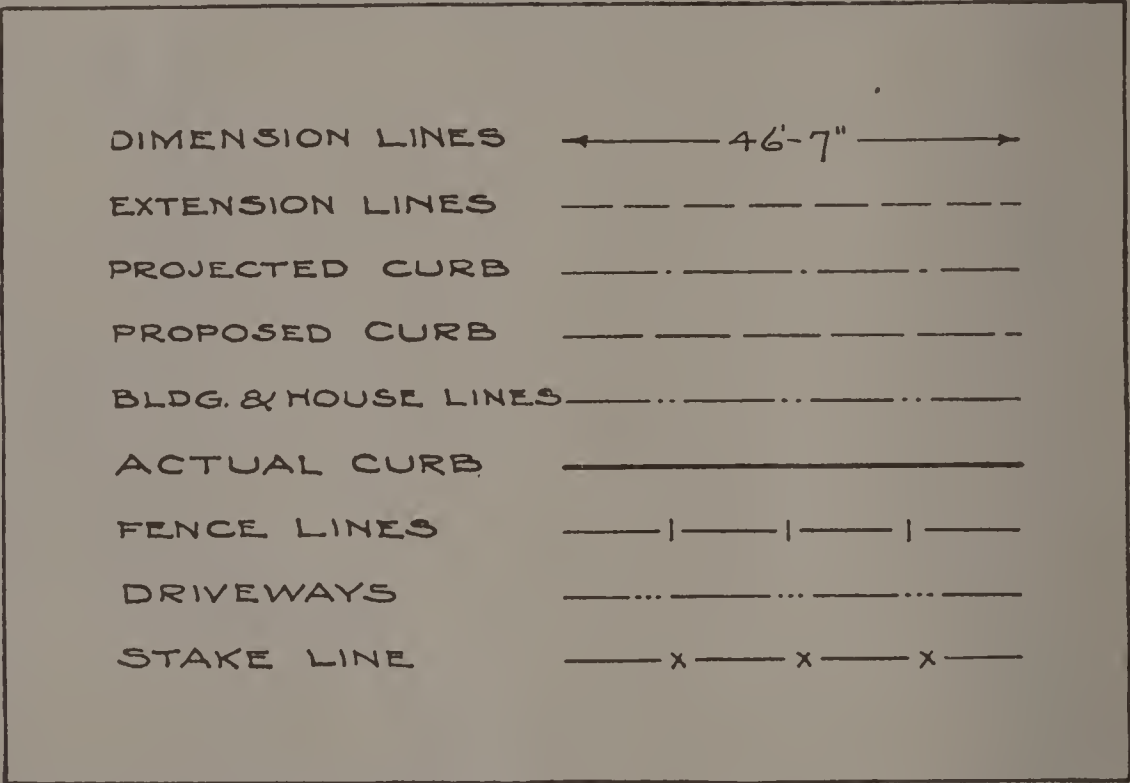 DIMENSION LINES 46'-7"
EXTENSION LINES
PROJECTED CURB
PROPOSED CURB
BLDG. & HOUSE LINES
ACTUAL CURB
FENCE LINES
DRIVEWAYS
STAKE LINE